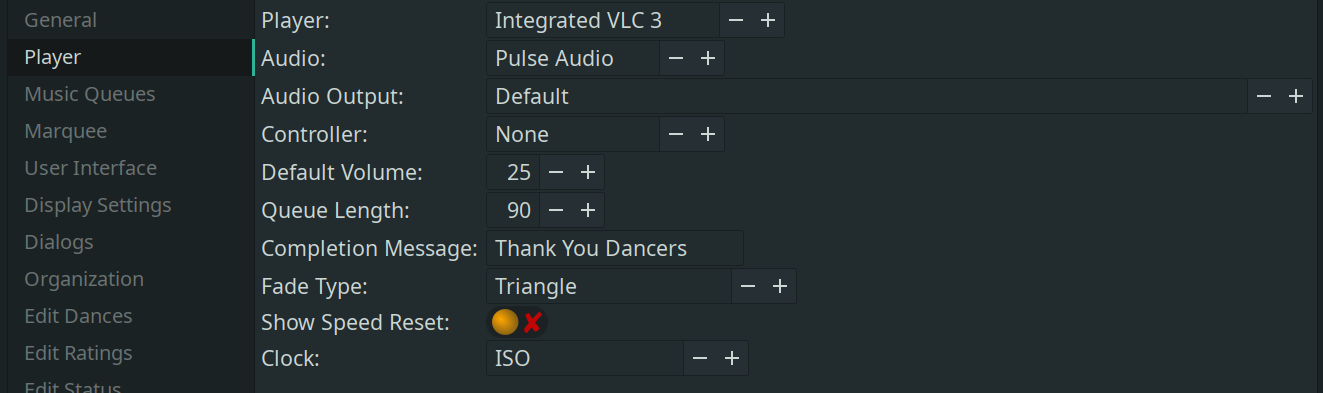 General
Player
Music Queues
Marquee
User Interface
Display Settings
Dialogs
Organization
Edit Dances
Edit Ratings
Edit Status
Player: Integrated VLC 3
Audio: Pulse Audio
Audio Output: Default
Controller: None
Default Volume: 25
Queue Length: 90
Completion Message: Thank You Dancers
Fade Type: Triangle
Show Speed Reset:
Clock: ISO